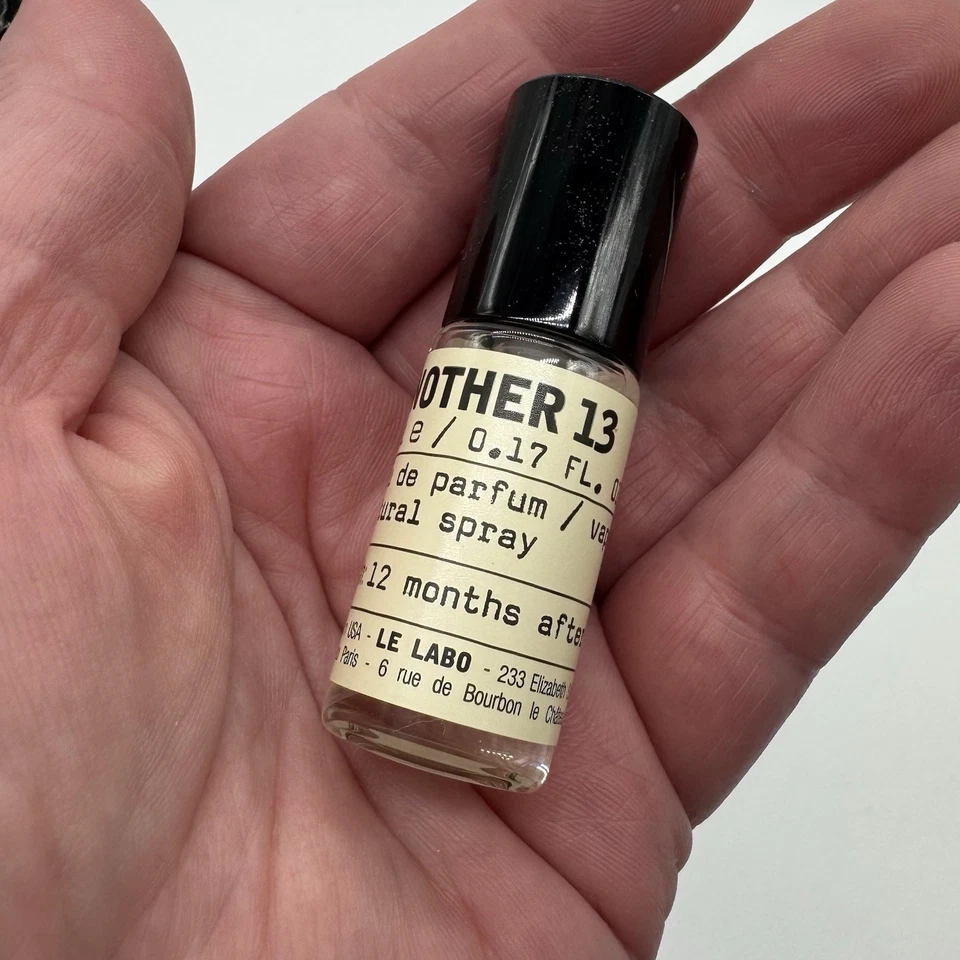 NOTHER 13
e / 0.17 FL. O
de parfum / va
ural spray
12 months after
USA - LE LABO - 233 Elizabeth
Paris - 6 rue de Bourbon le Châ